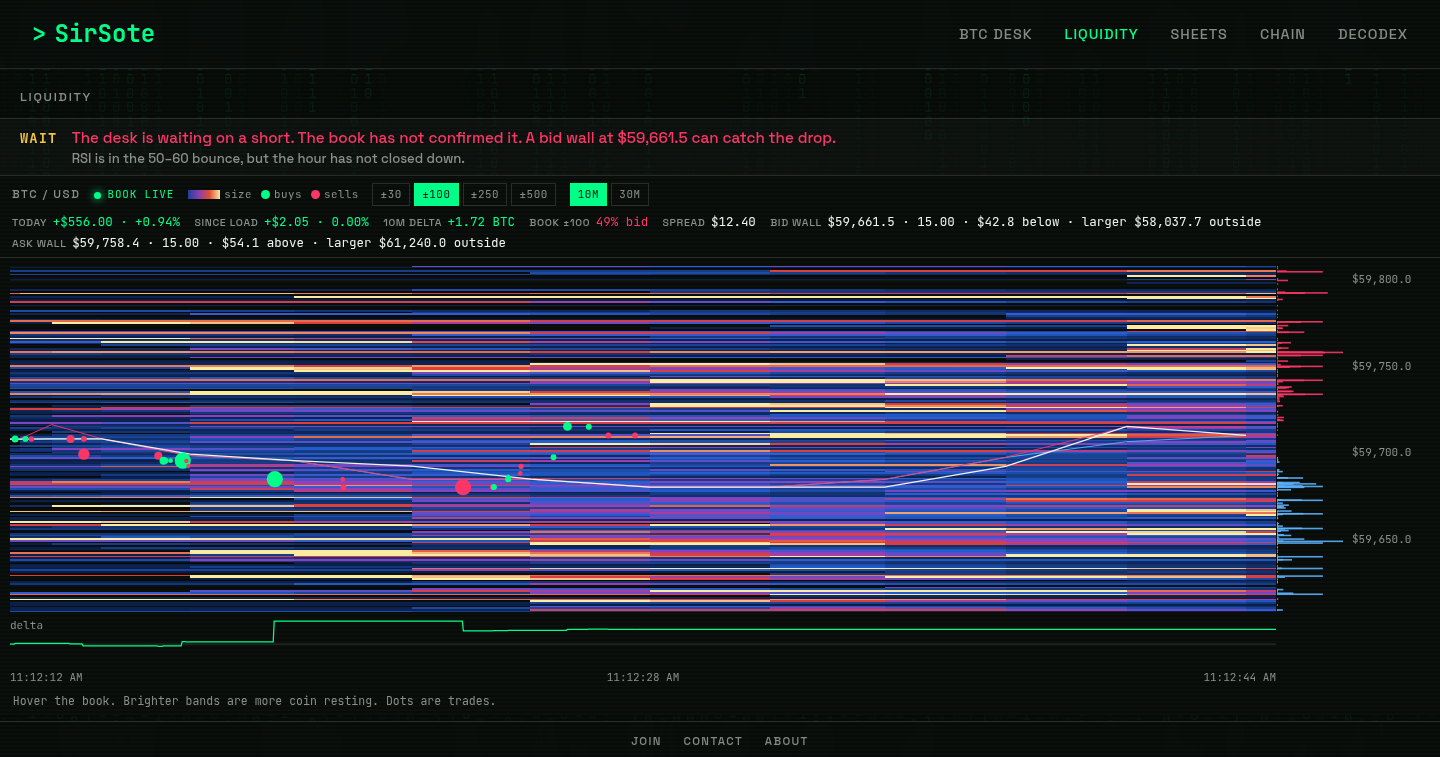 > SirSote
BTC DESK LIQUIDITY SHEETS CHAIN DECODEX
LIQUIDITY
WAIT The desk is waiting on a short. The book has not confirmed it. A bid wall at $59,661.5 can catch the drop.
RSI is in the 50–60 bounce, but the hour has not closed down.
BTC / USD BOOK LIVE size buys sells ±30 ±100 ±250 ±500 10M 30M
TODAY +$556.00 · +0.94% SINCE LOAD +$2.05 · 0.00% 10M DELTA +1.72 BTC BOOK ±100 49% bid SPREAD $12.40 BID WALL $59,661.5 · 15.00 · $42.8 below · larger $58,037.7 outside
ASK WALL $59,758.4 · 15.00 · $54.1 above · larger $61,240.0 outside
$59,800.0
$59,750.0
$59,700.0
$59,650.0
delta
11:12:12 AM 11:12:28 AM 11:12:44 AM
Hover the book. Brighter bands are more coin resting. Dots are trades.
JOIN CONTACT ABOUT